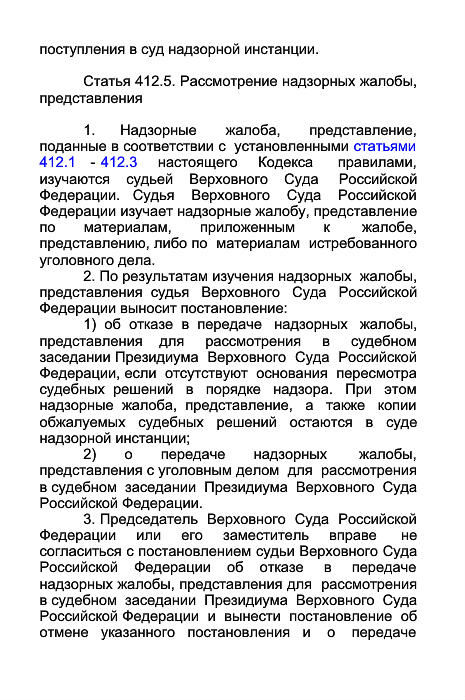 поступления в суд надзорной инстанции.
Статья 412.5. Рассмотрение надзорных жалобы,
представления
1. Надзорные жалоба, представление,
поданные в соответствии с установленными статьями
412.1 - 412.3 настоящего Кодекса правилами,
изучаются судьей Верховного Суда Российской
Федерации. Судья Верховного Суда Российской
Федерации изучает надзорные жалобу, представление
по материалам, приложенным к жалобе,
представлению, либо по материалам истребованного
уголовного дела.
2. По результатам изучения надзорных жалобы,
представления судья Верховного Суда Российской
Федерации выносит постановление:
1) об отказе в передаче надзорных жалобы,
представления для рассмотрения в судебном
заседании Президиума Верховного Суда Российской
Федерации, если отсутствуют основания пересмотра
судебных решений в порядке надзора. При этом
надзорные жалоба, представление, а также копии
обжалуемых судебных решений остаются в суде
надзорной инстанции;
2) о передаче надзорных жалобы,
представления с уголовным делом для рассмотрения
в судебном заседании Президиума Верховного Суда
Российской Федерации.
3. Председатель Верховного Суда Российской
Федерации или его заместитель вправе не
согласиться с постановлением судьи Верховного Суда
Российской Федерации об отказе в передаче
надзорных жалобы, представления для рассмотрения
в судебном заседании Президиума Верховного Суда
Российской Федерации и вынести постановление об
отмене указанного постановления и о передаче